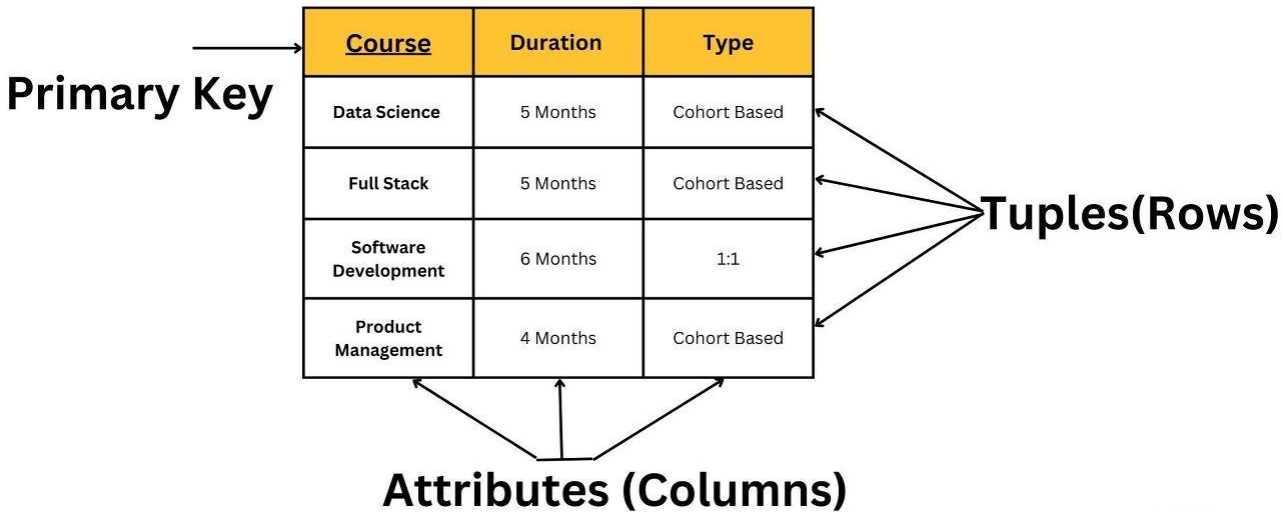 Primary Key
Course Duration Type
Data Science 5 Months Cohort Based
Full Stack 5 Months Cohort Based
Software
Development 6 Months 1:1
Product
Management 4 Months Cohort Based
Tuples(Rows)
Attributes (Columns)